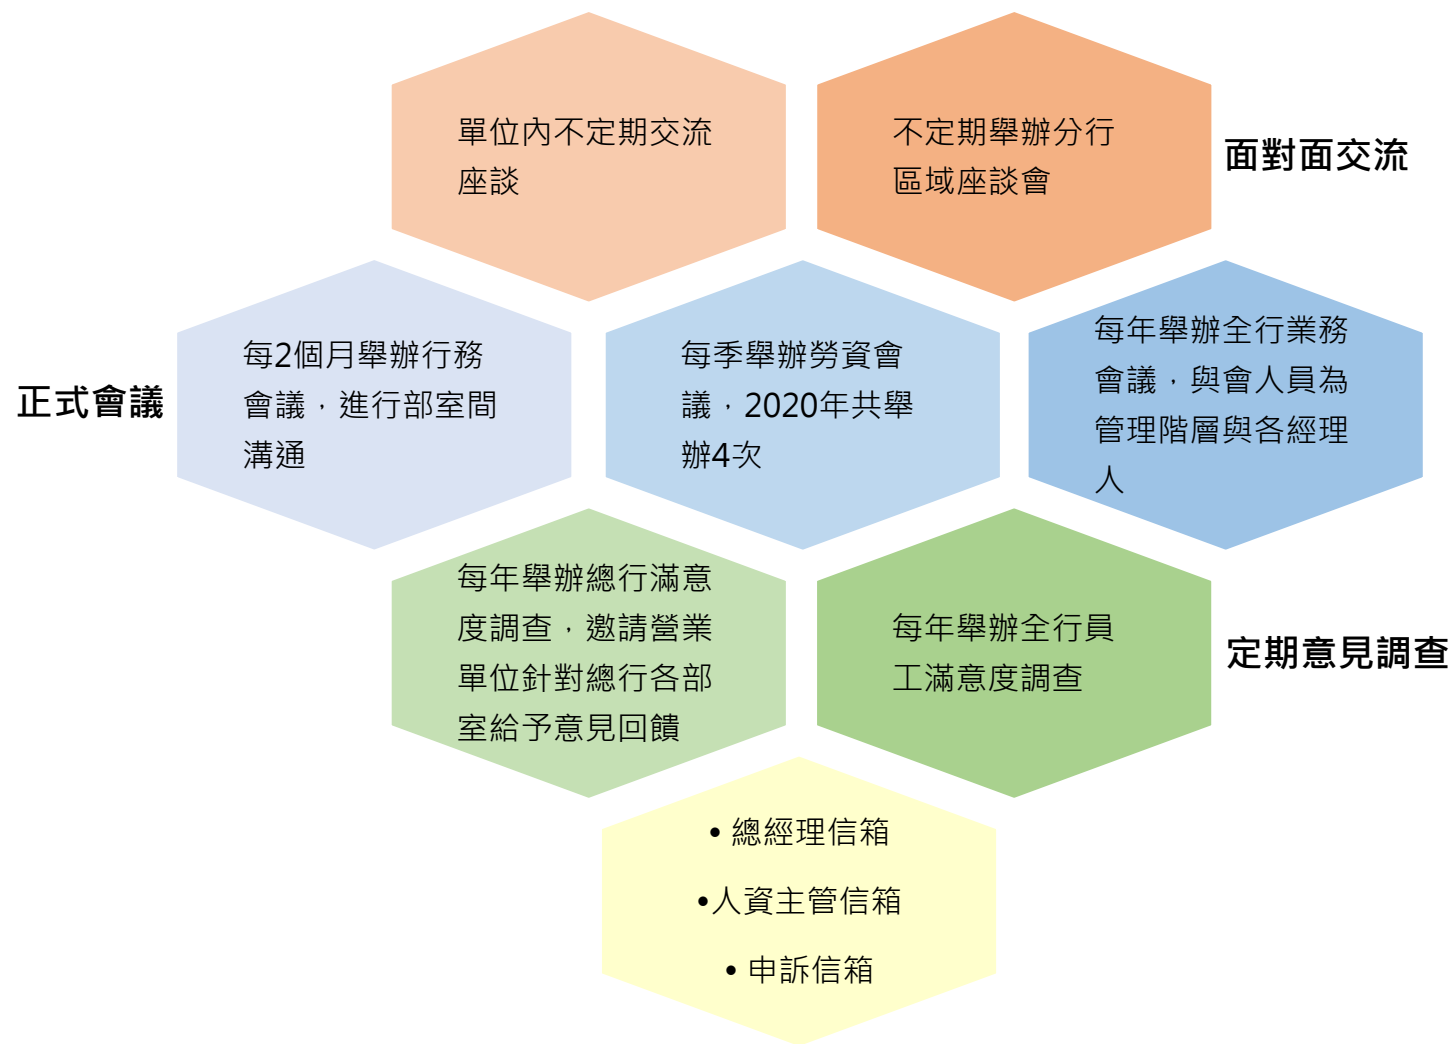 單位內不定期交流
座談
不定期舉辦分行
區域座談會
面對面交流
正式會議
每2個月舉辦行務
會議，進行部室間
溝通
每季舉辦勞資會
議，2020年共舉
辦4次
每年舉辦全行業務
會議，與會人員為
管理階層與各經理
人
每年舉辦總行滿意
度調查，邀請營業
單位針對總行各部
室給予意見回饋
每年舉辦全行員
工滿意度調查
定期意見調查
• 總經理信箱
•人資主管信箱
• 申訴信箱